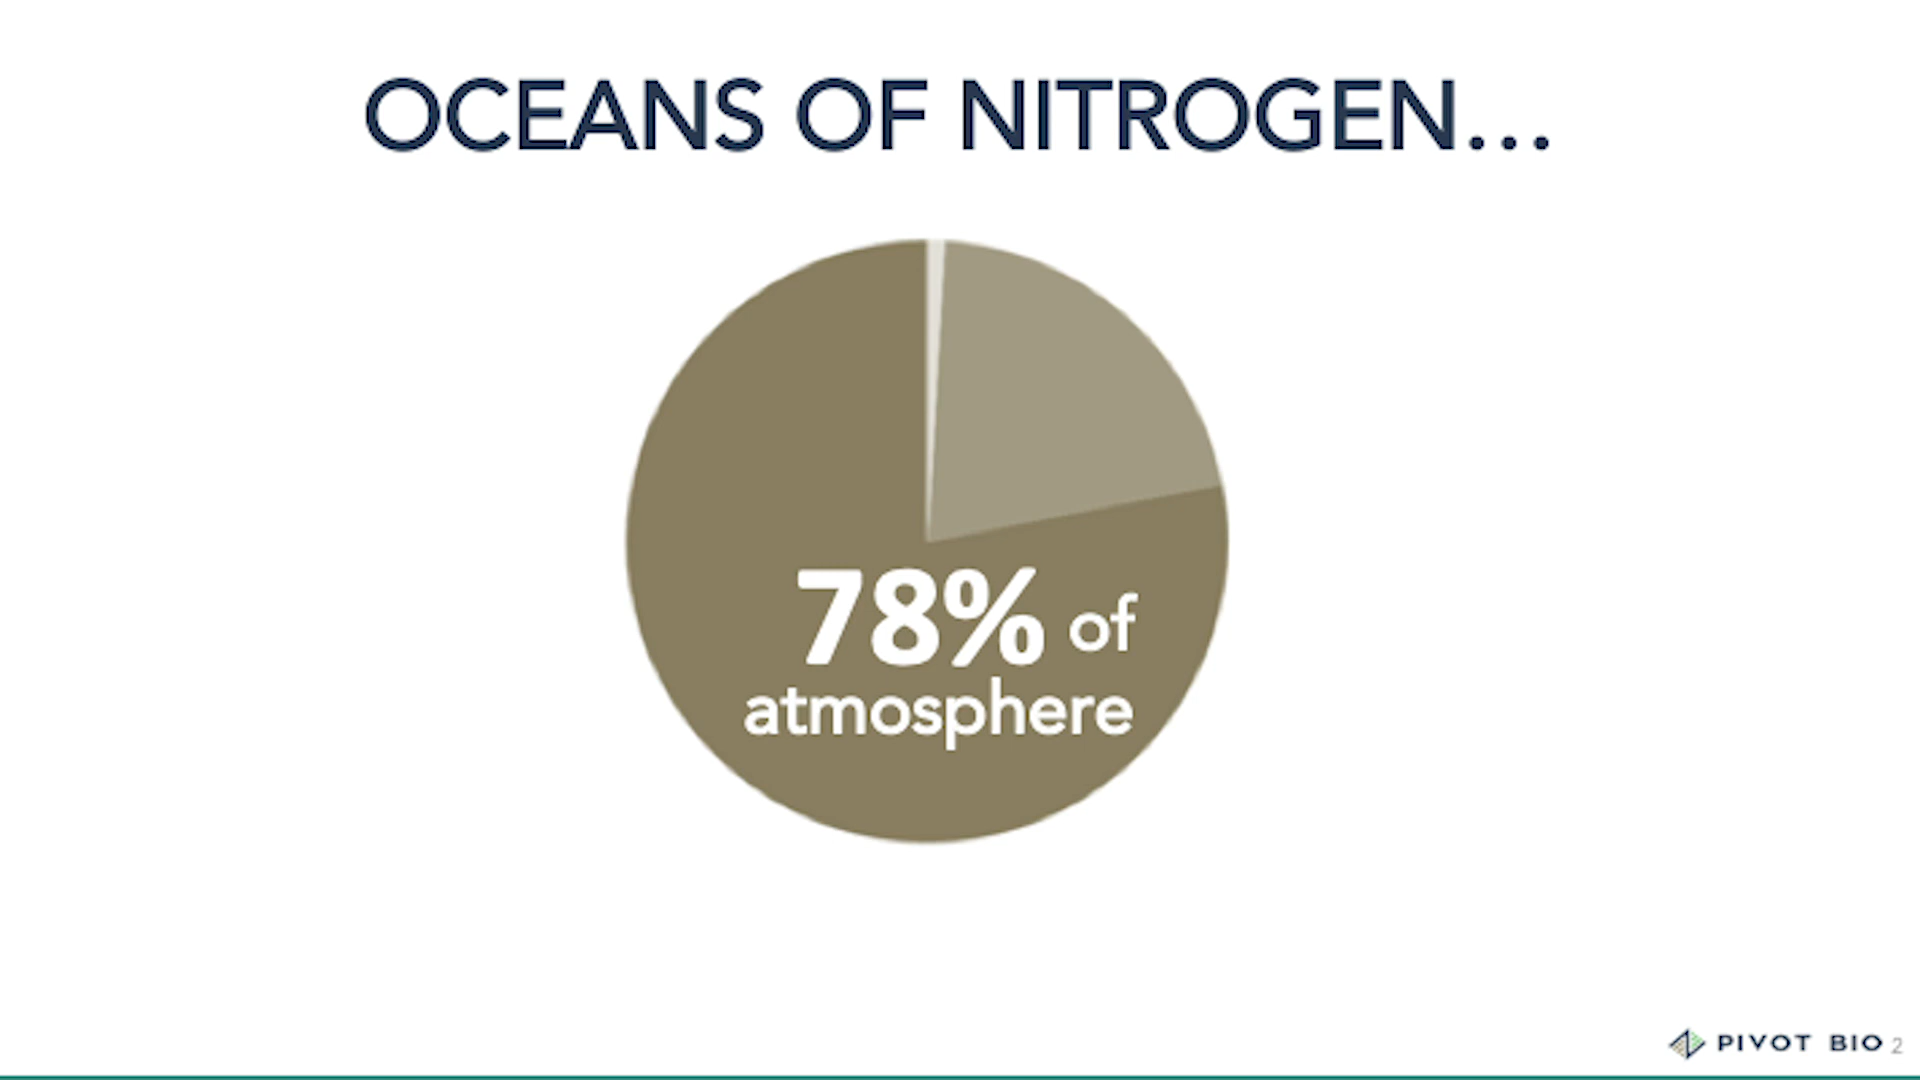 OCEANS OF NITROGEN...
78% of
atmosphere
PIVOT BIO 2